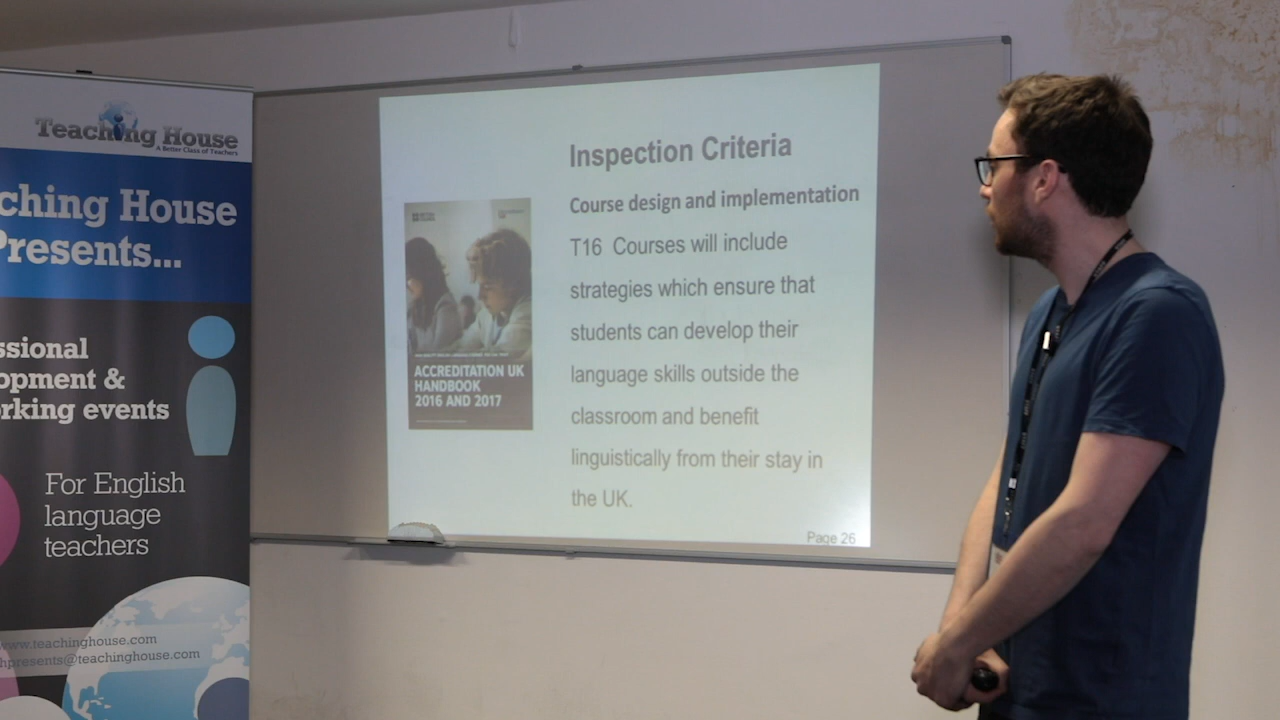 Teaching House
A Better Class of Teachers
ching House
Presents...
ssional
opment &
rking events
For English
language
teachers
www.teachinghouse.com
hpresents@teachinghouse.com
ACCREDITATION UK
HANDBOOK
2016 AND 2017
Inspection Criteria
Course design and implementation
T16 Courses will include
strategies which ensure that
students can develop their
language skills outside the
classroom and benefit
linguistically from their stay in
the UK.
Page 26